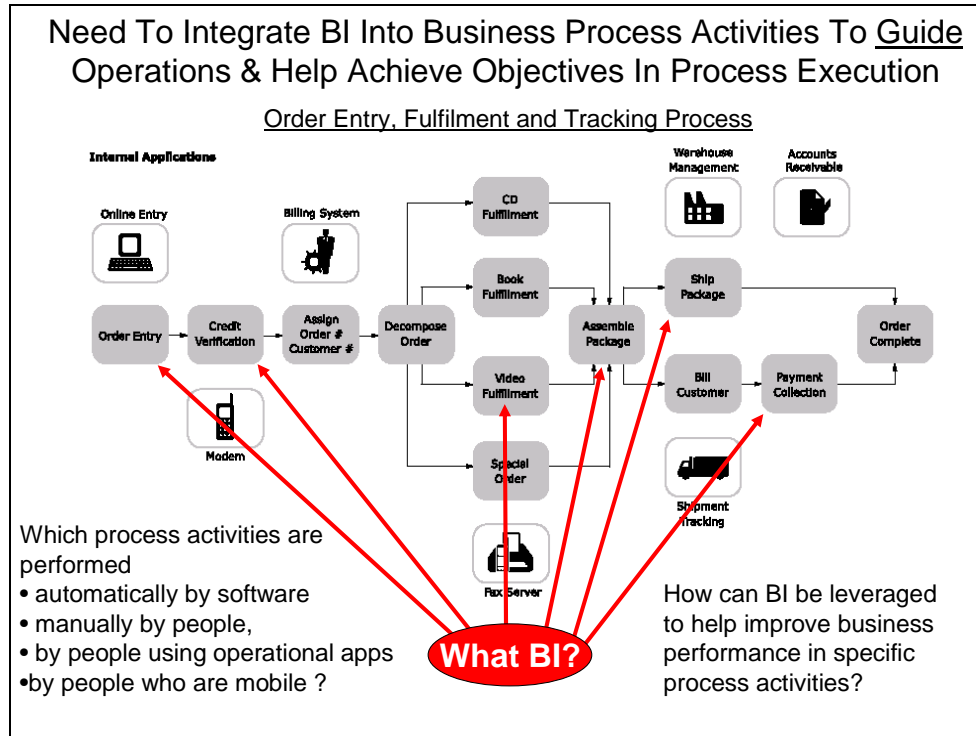 Need To Integrate BI Into Business Process Activities To Guide
Operations & Help Achieve Objectives In Process Execution
Order Entry, Fulfilment and Tracking Process
Internal Applications
Warehouse
Management
Accounts
Receivable
Online Entry
Billing System
CD
Fulfillment
Book
Fulfillment
Ship
Package
Order Entry
Credit
Verification
Assign
Order #
Customer #
Decompose
Order
Assemble
Package
Order
Complete
Video
Fulfillment
Bill
Customer
Payment
Collection
Modem
Special
Order
Shipment
Tracking
Fax Server
Which process activities are
performed
• automatically by software
• manually by people,
• by people using operational apps
•by people who are mobile ?
What BI?
How can BI be leveraged
to help improve business
performance in specific
process activities?